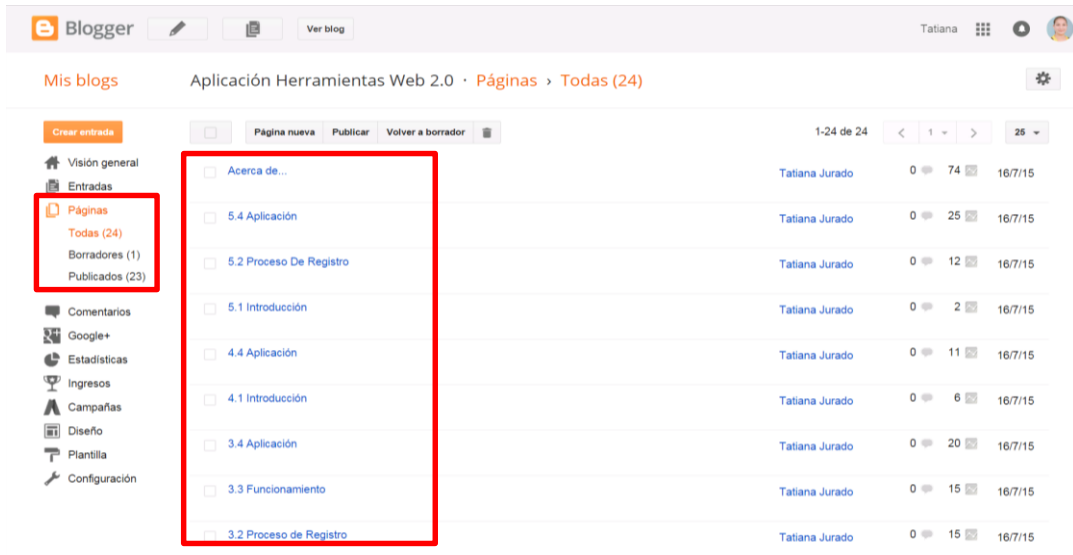 Blogger Ver blog Tatiana
Mis blogs Aplicación Herramientas Web 2.0 · Páginas › Todas (24)
Crear entrada Página nueva Publicar Volver a borrador 1-24 de 24 < 1 > 25
Visión general
Entradas
Páginas
Todas (24)
Borradores (1)
Publicados (23)
Comentarios
Google+
Estadísticas
Ingresos
Campañas
Diseño
Plantilla
Configuración
Acerca de... Tatiana Jurado 0 74 16/7/15
5.4 Aplicación Tatiana Jurado 0 25 16/7/15
5.2 Proceso De Registro Tatiana Jurado 0 12 16/7/15
5.1 Introducción Tatiana Jurado 0 2 16/7/15
4.4 Aplicación Tatiana Jurado 0 11 16/7/15
4.1 Introducción Tatiana Jurado 0 6 16/7/15
3.4 Aplicación Tatiana Jurado 0 20 16/7/15
3.3 Funcionamiento Tatiana Jurado 0 15 16/7/15
3.2 Proceso de Registro Tatiana Jurado 0 15 16/7/15